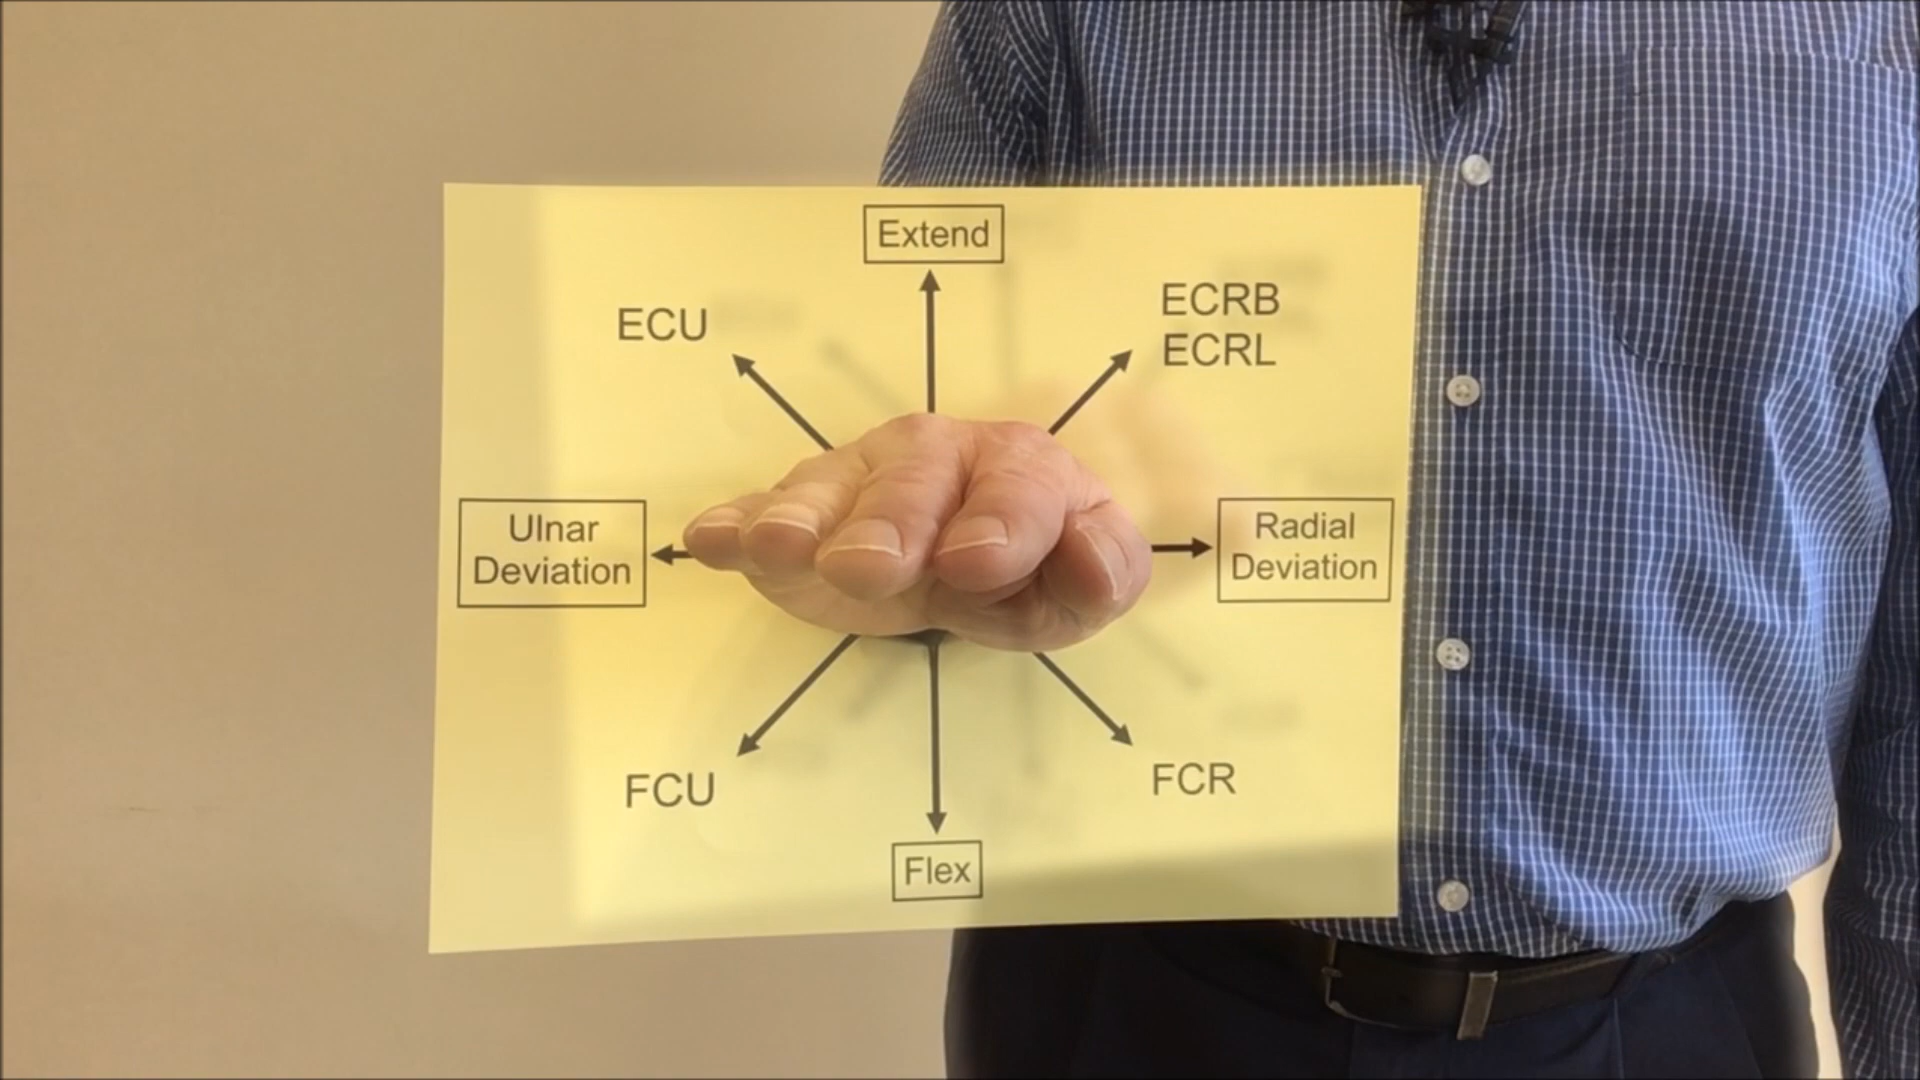 Extend
ECU
ECRB
ECRL
Ulnar
Deviation
Radial
Deviation
FCU
FCR
Flex